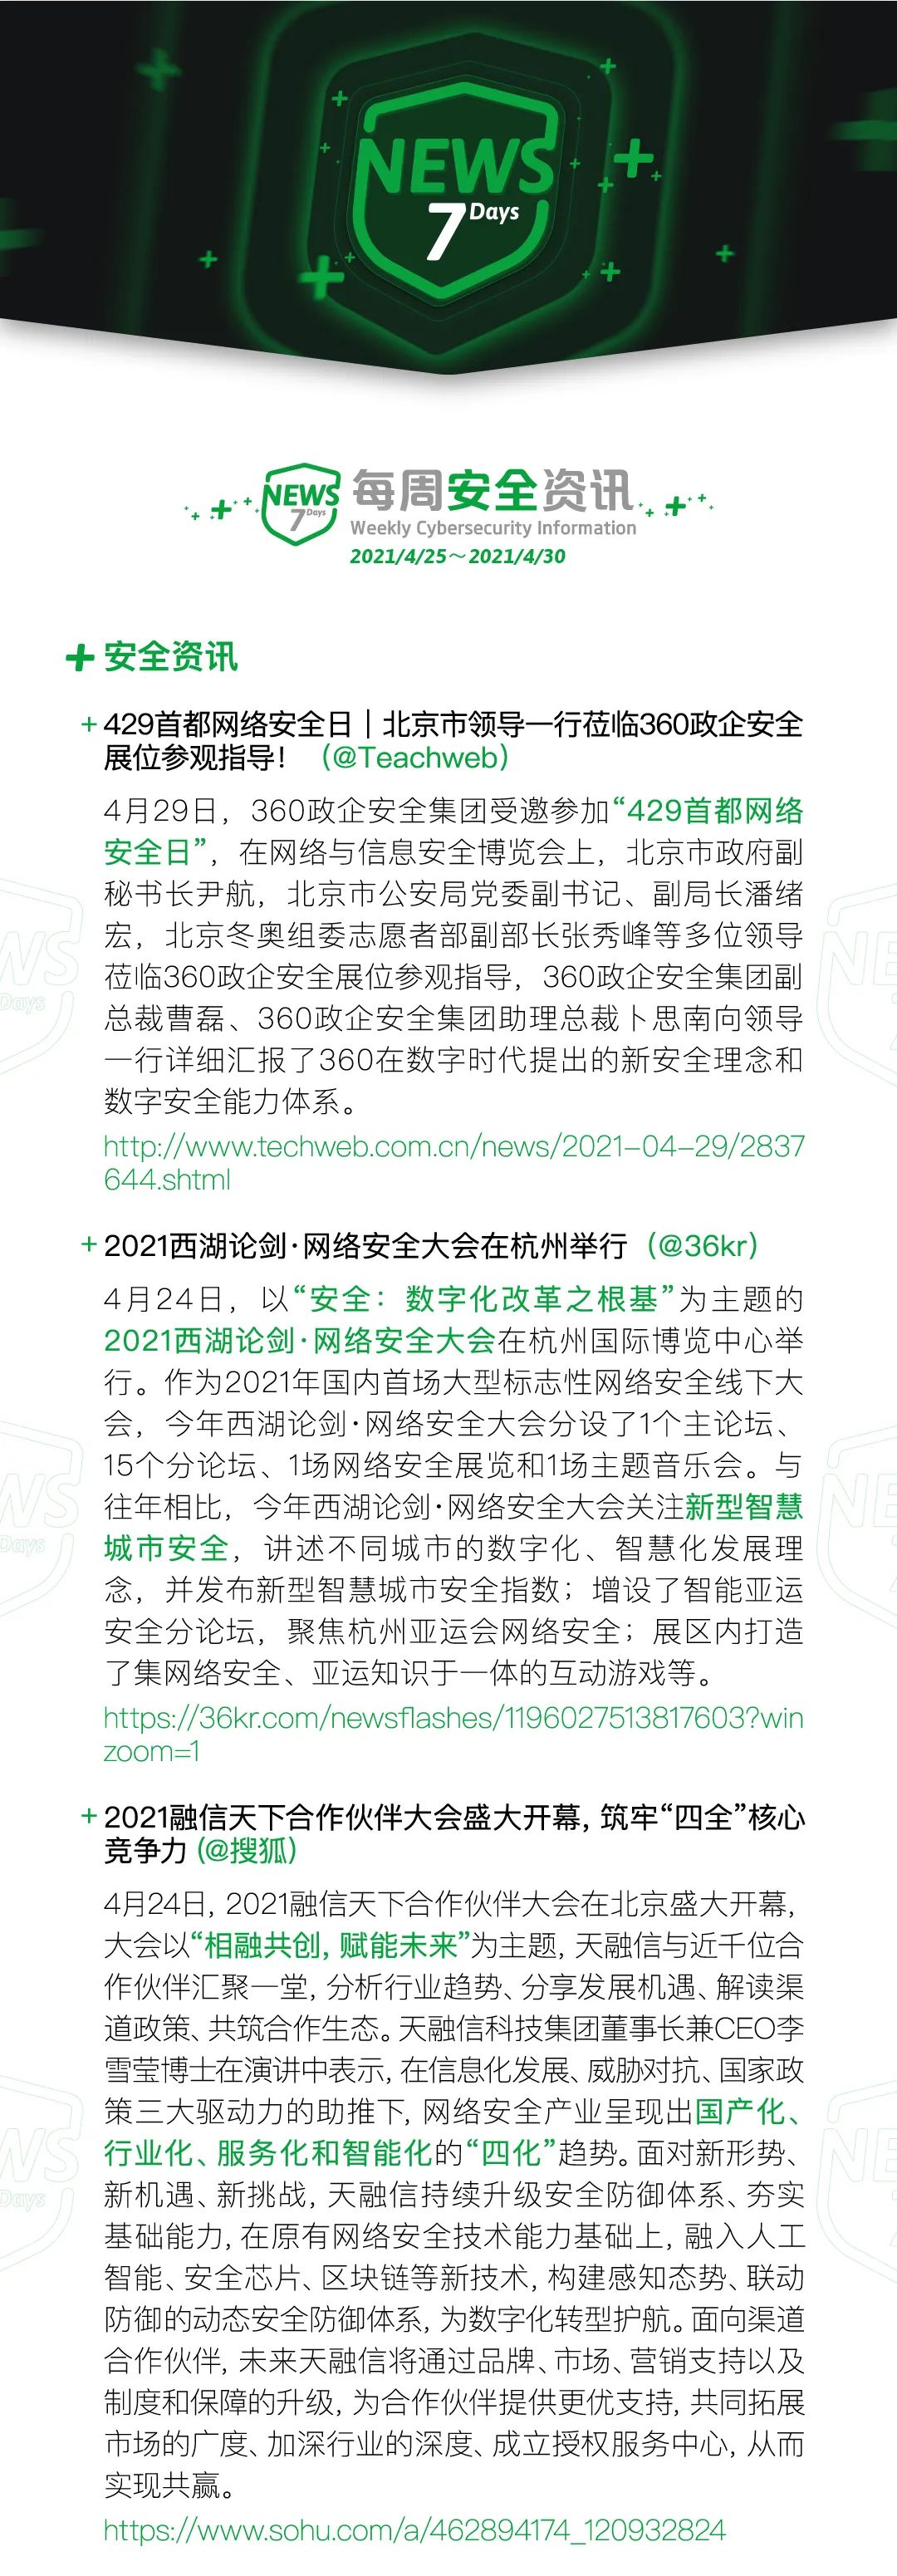 NEWS
7 Days
NEWS
7 Days
每周安全资讯
Weekly Cybersecurity Information
2021/4/25～2021/4/30
安全资讯
429首都网络安全日｜北京市领导一行莅临360政企安全
展位参观指导！（@Teachweb）
4月29日，360政企安全集团受邀参加“429首都网络
安全日”，在网络与信息安全博览会上，北京市政府副
秘书长尹航，北京市公安局党委副书记、副局长潘绪
宏，北京冬奥组委志愿者部副部长张秀峰等多位领导
莅临360政企安全展位参观指导，360政企安全集团副
总裁曹磊、360政企安全集团助理总裁卜思南向领导
一行详细汇报了360在数字时代提出的新安全理念和
数字安全能力体系。
http://www.techweb.com.cn/news/2021-04-29/2837
644.shtml
2021西湖论剑·网络安全大会在杭州举行（@36kr）
4月24日，以“安全：数字化改革之根基”为主题的
2021西湖论剑·网络安全大会在杭州国际博览中心举
行。作为2021年国内首场大型标志性网络安全线下大
会，今年西湖论剑·网络安全大会分设了1个主论坛、
15个分论坛、1场网络安全展览和1场主题音乐会。与
往年相比，今年西湖论剑·网络安全大会关注新型智慧
城市安全，讲述不同城市的数字化、智慧化发展理
念，并发布新型智慧城市安全指数；增设了智能亚运
安全分论坛，聚焦杭州亚运会网络安全；展区内打造
了集网络安全、亚运知识于一体的互动游戏等。
https://36kr.com/newsflashes/1196027513817603?win
zoom=1
2021融信天下合作伙伴大会盛大开幕，筑牢“四全”核心
竞争力（@搜狐）
4月24日，2021融信天下合作伙伴大会在北京盛大开幕，
大会以“相融共创，赋能未来”为主题，天融信与近千位合
作伙伴汇聚一堂，分析行业趋势、分享发展机遇、解读渠
道政策、共筑合作生态。天融信科技集团董事长兼CEO李
雪莹博士在演讲中表示，在信息化发展、威胁对抗、国家政
策三大驱动力的助推下，网络安全产业呈现出国产化、
行业化、服务化和智能化的“四化”趋势。面对新形势、
新机遇、新挑战，天融信持续升级安全防御体系、夯实
基础能力，在原有网络安全技术能力基础上，融入人工
智能、安全芯片、区块链等新技术，构建感知态势、联动
防御的动态安全防御体系，为数字化转型护航。面向渠道
合作伙伴，未来天融信将通过品牌、市场、营销支持以及
制度和保障的升级，为合作伙伴提供更优支持，共同拓展
市场的广度、加深行业的深度、成立授权服务中心，从而
实现共赢。
https://www.sohu.com/a/462894174_120932824